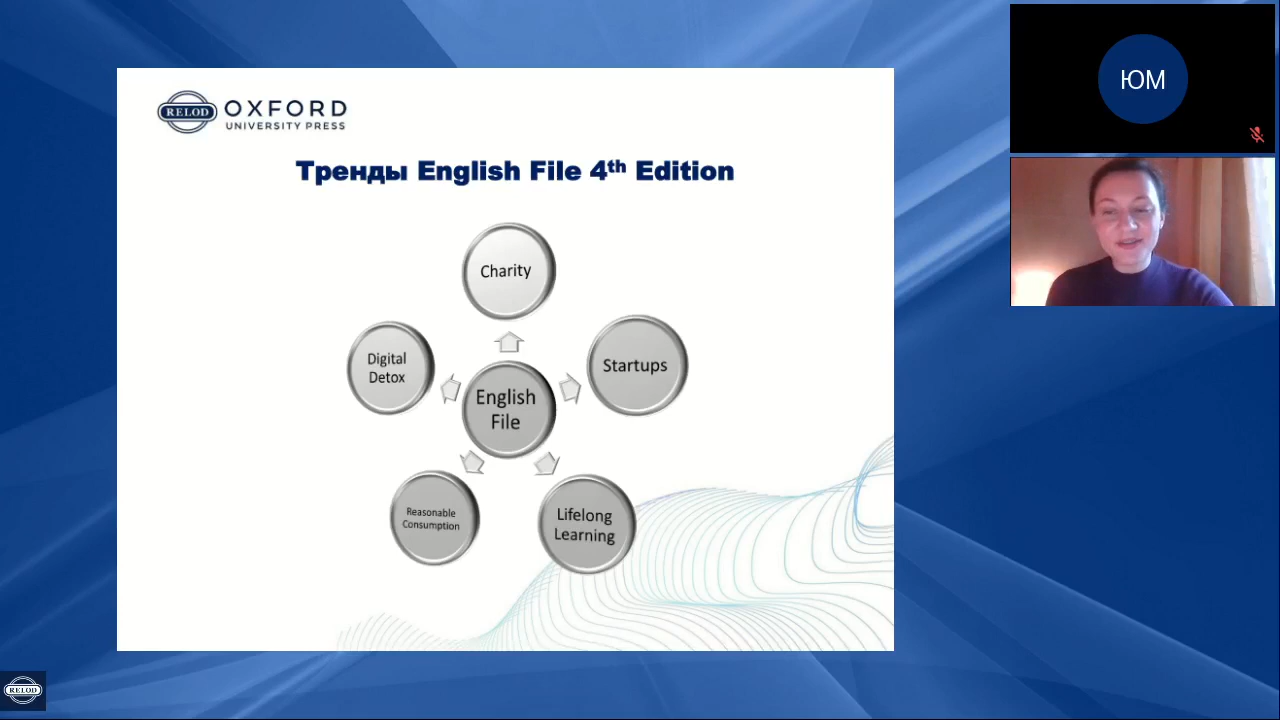 RELOD
OXFORD
UNIVERSITY PRESS
Тренды English File 4th Edition
Charity
Digital
Detox
Startups
English
File
Reasonable
Consumption
Lifelong
Learning
ЮМ
RELOD